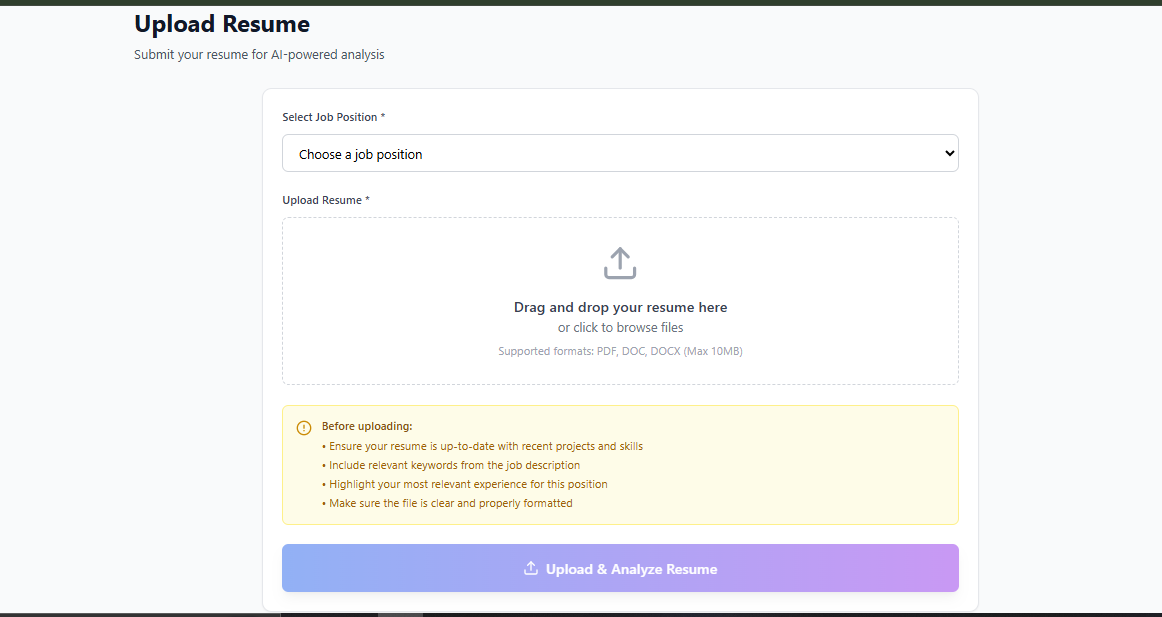 Upload Resume
Submit your resume for AI-powered analysis
Select Job Position *
Choose a job position
Upload Resume *
Drag and drop your resume here
or click to browse files
Supported formats: PDF, DOC, DOCX (Max 10MB)
Before uploading:
• Ensure your resume is up-to-date with recent projects and skills
• Include relevant keywords from the job description
• Highlight your most relevant experience for this position
• Make sure the file is clear and properly formatted
Upload & Analyze Resume